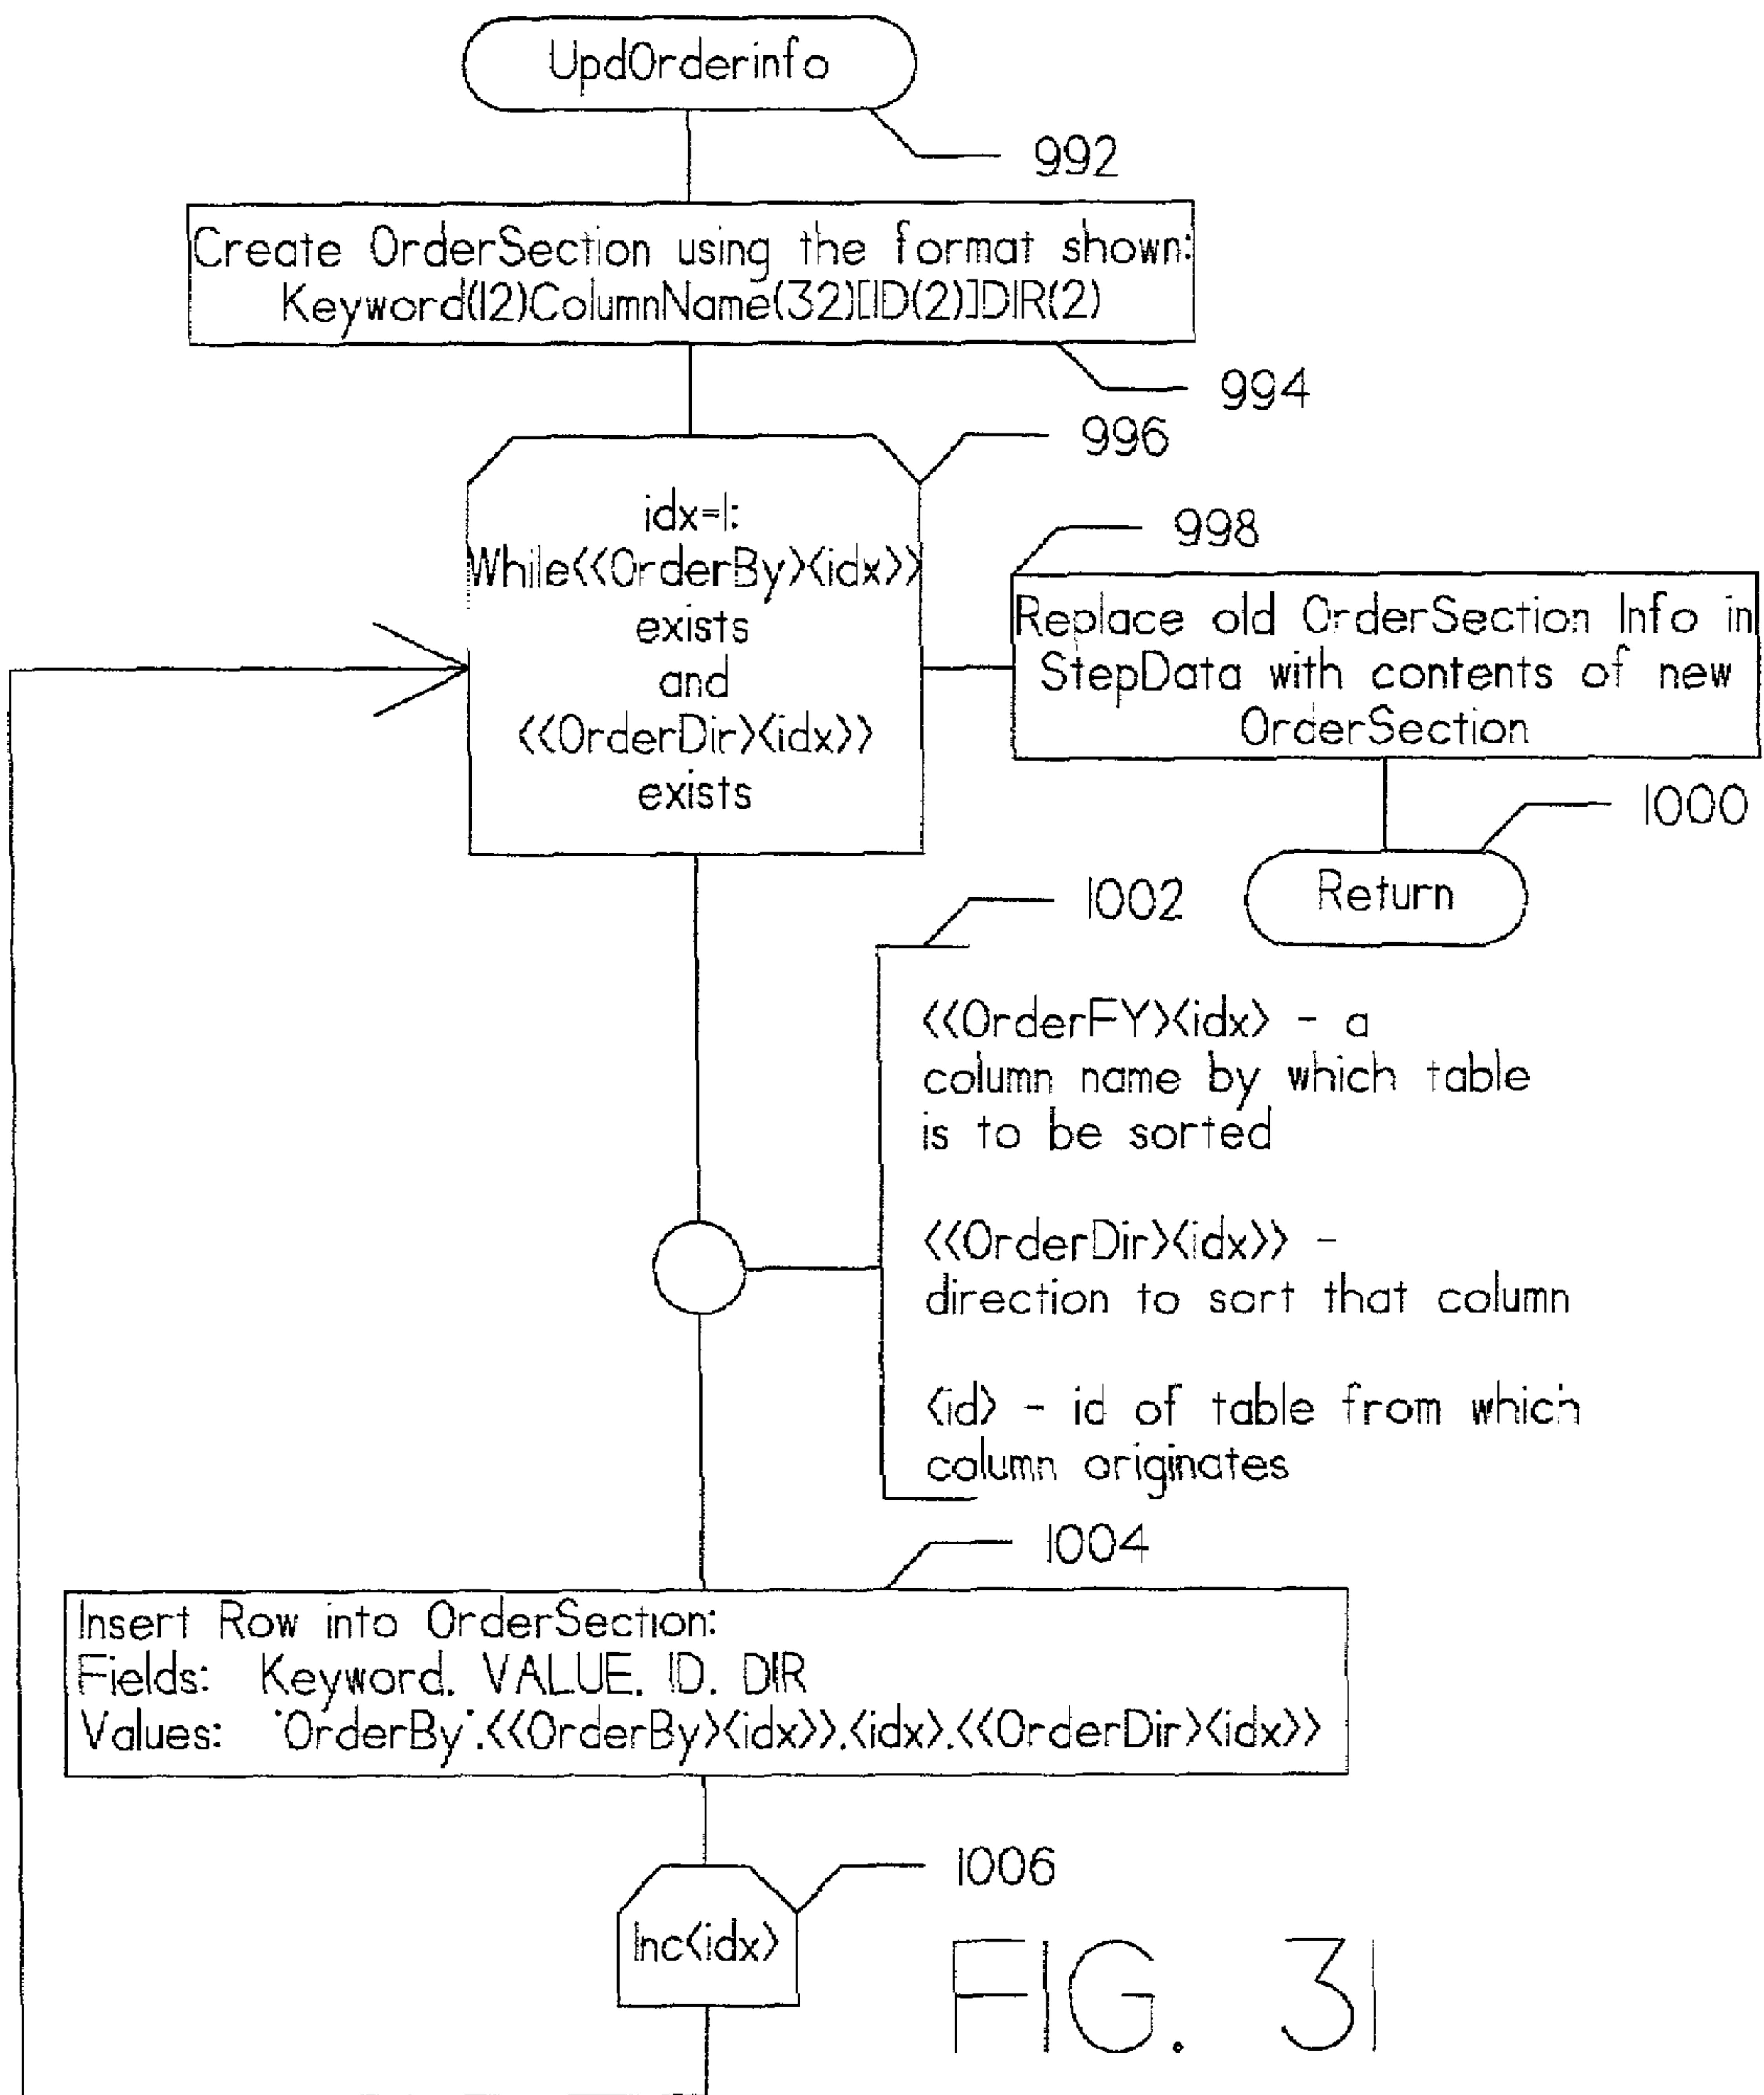 UpdOrderinfo
992
Create OrderSection using the format shown:
Keyword(12)ColumnName(32)[ID(2)]DIR(2)
994
996
idx=1:
While<<OrderBy><idx>>
exists
and
<<OrderDir><idx>>
exists
998
Replace old OrderSection Info in
StepData with contents of new
OrderSection
1000
Return
1002
<<OrderFY><idx> - a
column name by which table
is to be sorted
<<OrderDir><idx>> -
direction to sort that column
<id> - id of table from which
column originates
1004
Insert Row into OrderSection:
Fields: Keyword, VALUE, ID, DIR
Values: 'OrderBy',<<OrderBy><idx>>,<idx>,<<OrderDir><idx>>
1006
Inc<idx>
FIG. 31